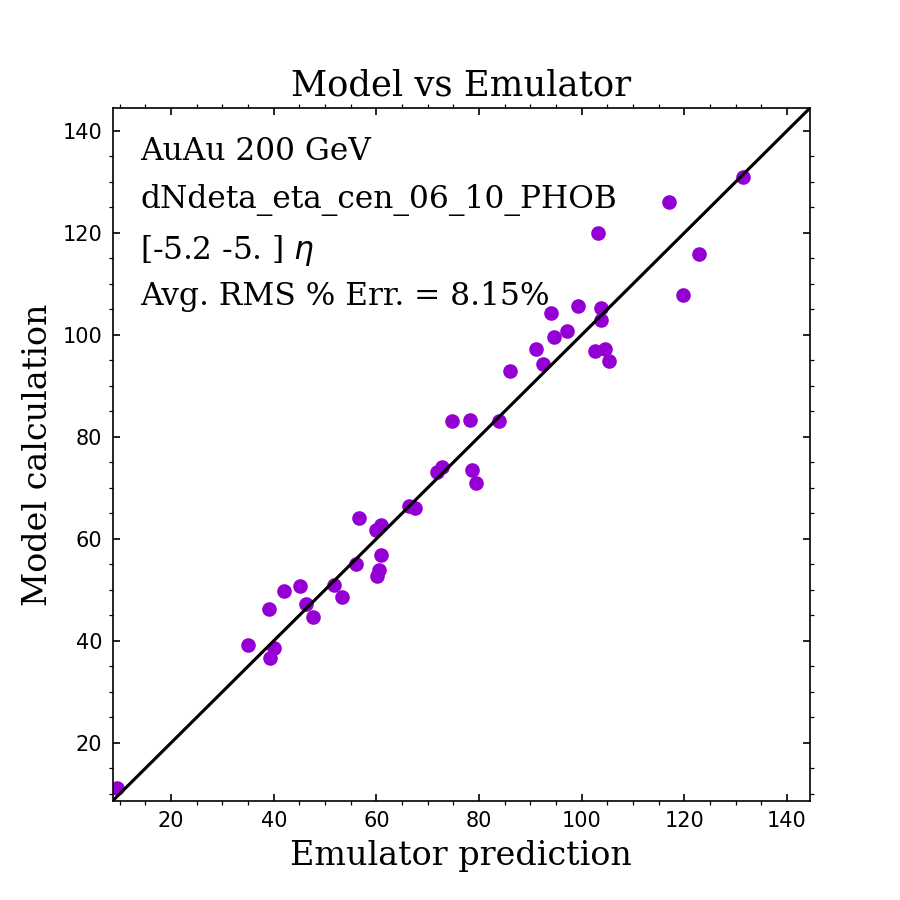 Model vs Emulator
AuAu 200 GeV
dNdeta_eta_cen_06_10_PHOB
[-5.2 -5. ] η
Avg. RMS % Err. = 8.15%
Model calculation
140
120
100
80
60
40
20
20 40 60 80 100 120 140
Emulator prediction